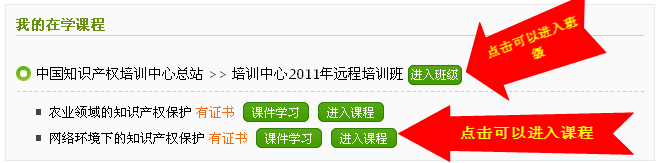 我的在学课程
点击可以进入班
级
中国知识产权培训中心总站 >> 培训中心2011年远程培训班 进入班级
农业领域的知识产权保护 有证书 课件学习 进入课程
网络环境下的知识产权保护 有证书 课件学习 进入课程
点击可以进入课程